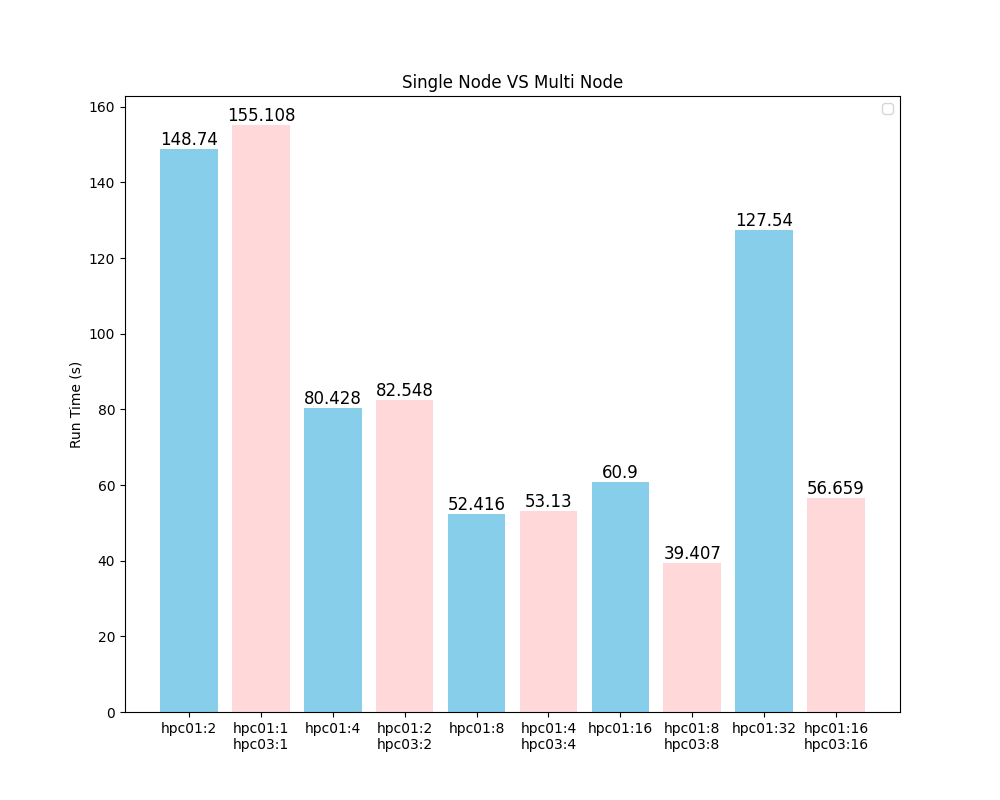 Single Node VS Multi Node
Run Time (s)
160
140
120
100
80
60
40
20
0
148.74
155.108
80.428
82.548
52.416
53.13
60.9
39.407
127.54
56.659
hpc01:2
hpc01:1
hpc03:1
hpc01:4
hpc01:2
hpc03:2
hpc01:8
hpc01:4
hpc03:4
hpc01:16
hpc01:8
hpc03:8
hpc01:32
hpc01:16
hpc03:16